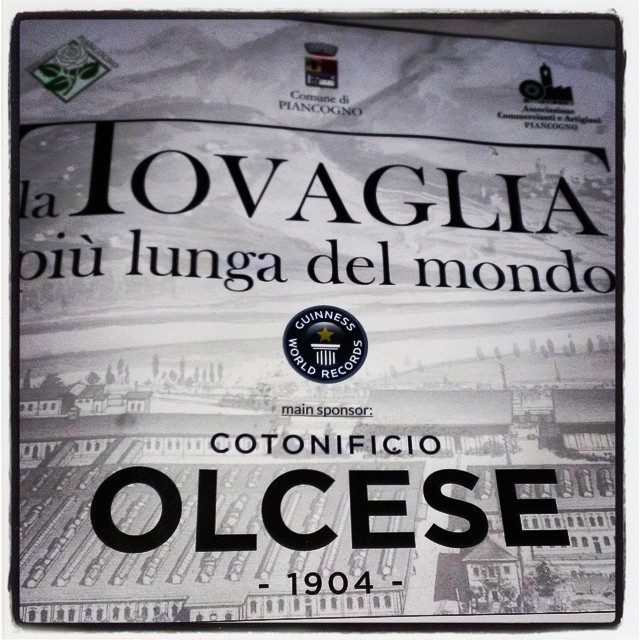 Comune di
PIANCOGNO
Associazione
Commercianti e Artigiani
PIANCOGNO
la TOVAGLIA
più lunga del mondo
GUINNESS
WORLD RECORDS
main sponsor:
COTONIFICIO
OLCESE
- 1904 -